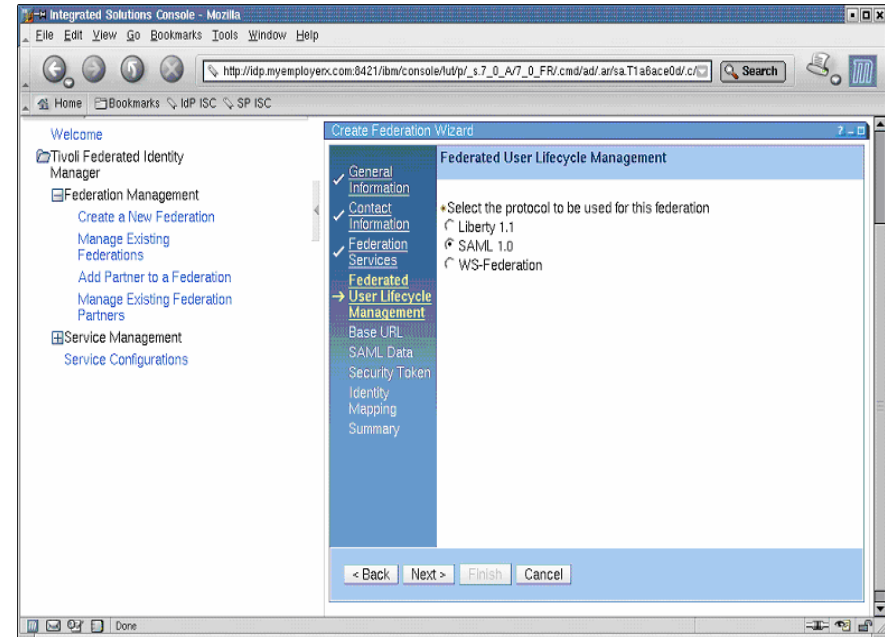 Integrated Solutions Console - Mozilla
File Edit View Go Bookmarks Tools Window Help
http://idp.myemployerx.com:8421/ibm/console/lut/p/_s.7_0_A/7_0_FR/.cmd/ad/.ar/sa.T1a6ace0d/.c/
Search
Home Bookmarks IdP ISC SP ISC
Welcome
Tivoli Federated Identity
Manager
Federation Management
Create a New Federation
Manage Existing
Federations
Add Partner to a Federation
Manage Existing Federation
Partners
Service Management
Service Configurations
Create Federation Wizard
General
Information
Contact
Information
Federation
Services
Federated
User Lifecycle
Management
Base URL
SAML Data
Security Token
Identity
Mapping
Summary
Federated User Lifecycle Management
Select the protocol to be used for this federation
Liberty 1.1
SAML 1.0
WS-Federation
< Back Next > Finish Cancel
Done